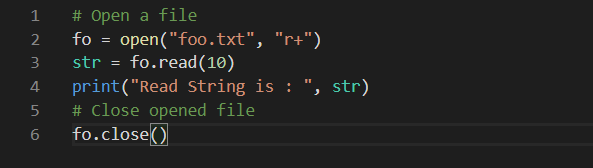 1 # Open a file
2 fo = open("foo.txt", "r+")
3 str = fo.read(10)
4 print("Read String is : ", str)
5 # Close opened file
6 fo.close()